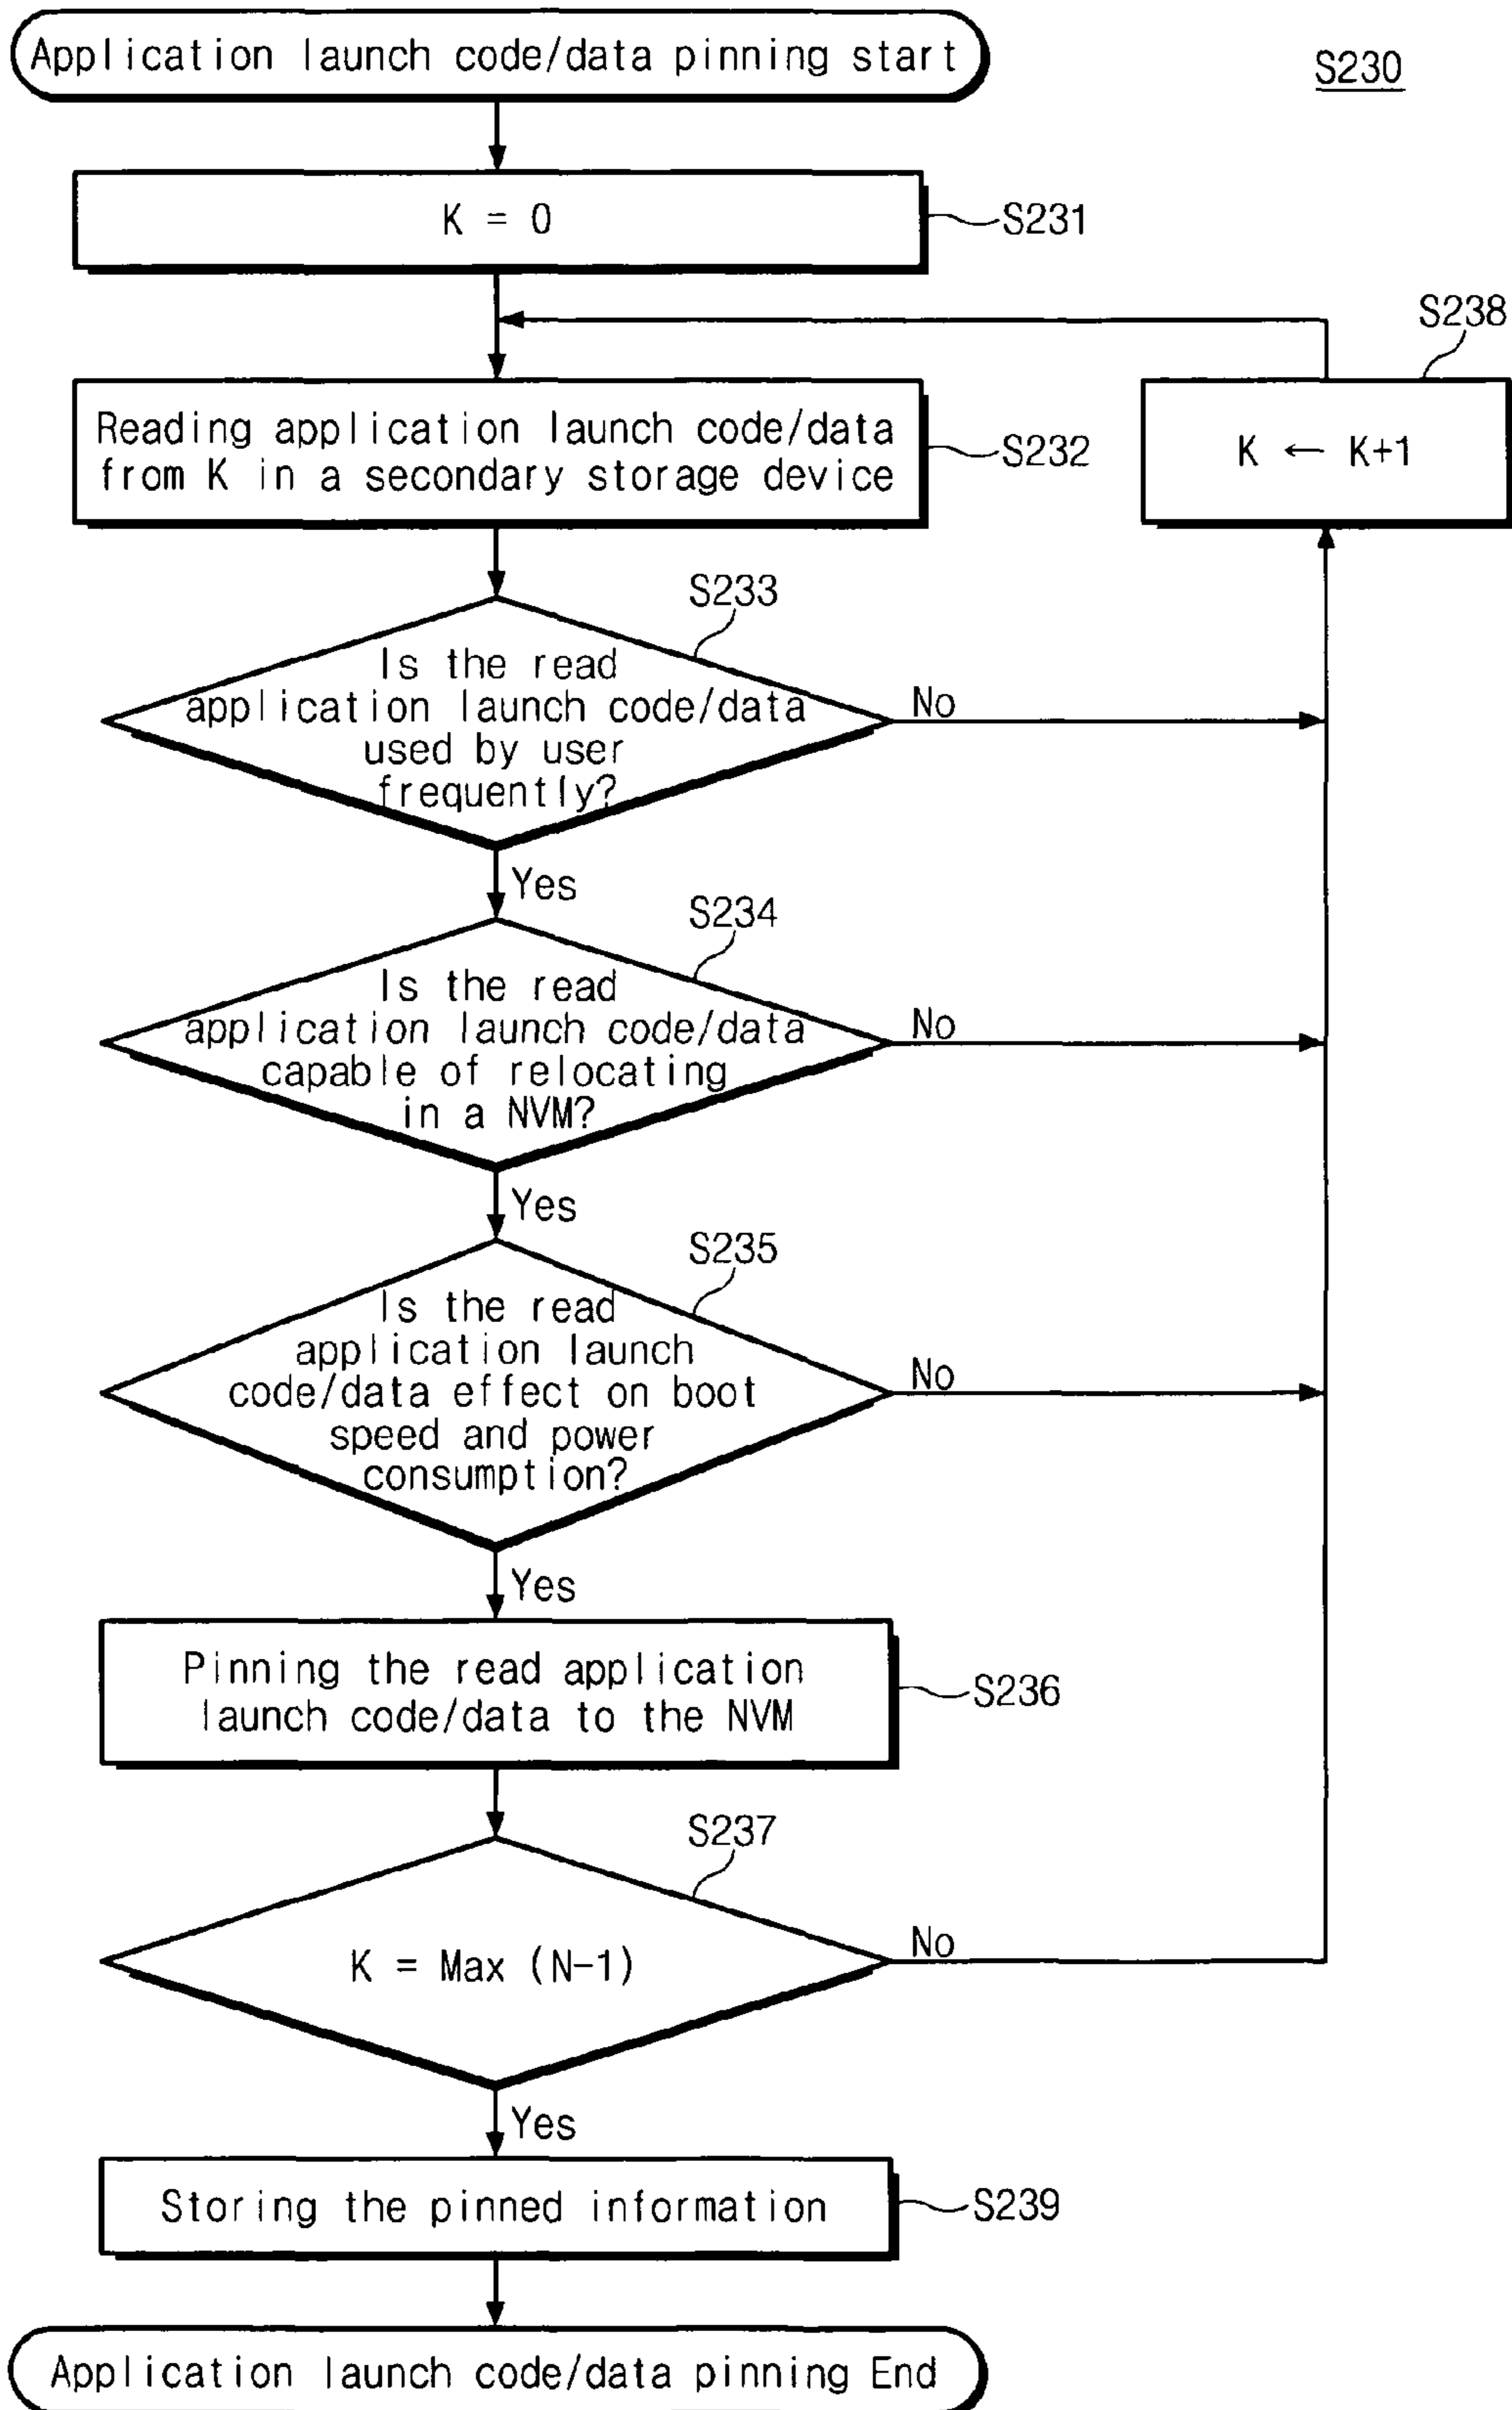 Application launch code/data pinning start
S230
K = 0
S231
S238
Reading application launch code/data
from K in a secondary storage device
S232
K ← K+1
S233
Is the read
application launch code/data
used by user
frequently?
No
Yes
S234
Is the read
application launch code/data
capable of relocating
in a NVM?
No
Yes
S235
Is the read
application launch
code/data effect on boot
speed and power
consumption?
No
Yes
Pinning the read application
launch code/data to the NVM
S236
S237
K = Max (N-1)
No
Yes
Storing the pinned information
S239
Application launch code/data pinning End